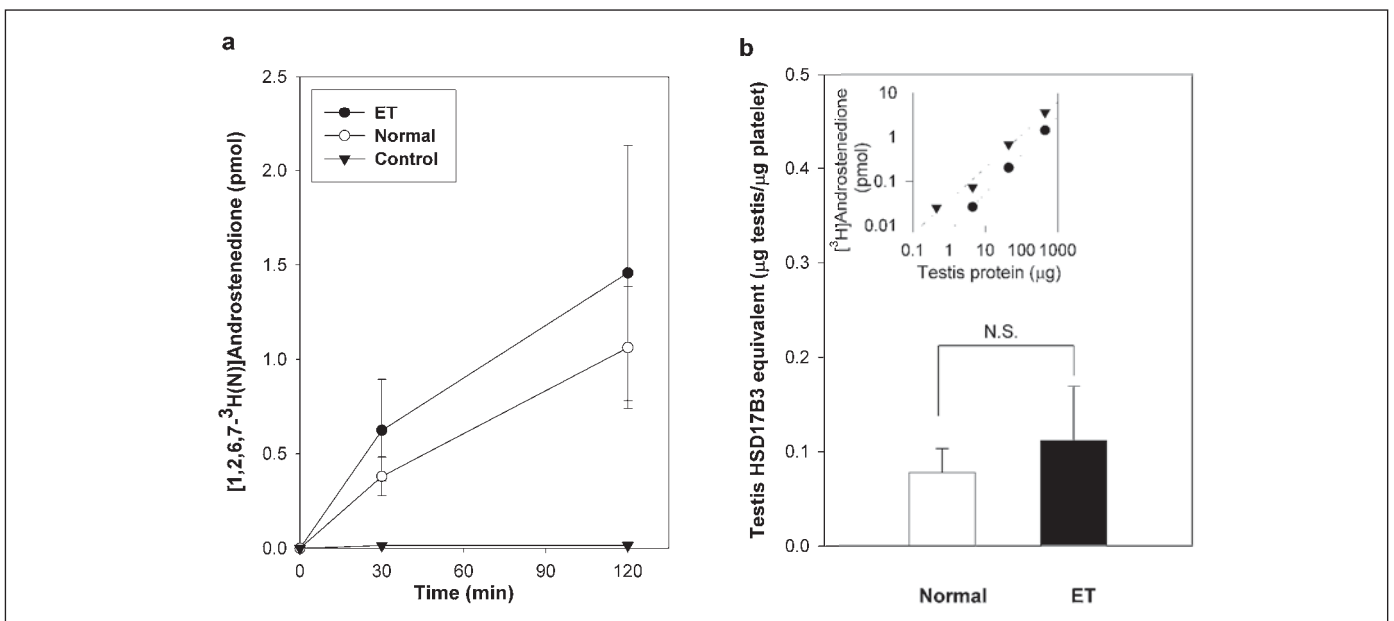 a
[1,2,6,7-³H(N)]Androstenedione (pmol)
2.5
2.0
1.5
1.0
0.5
0.0
ET
Normal
Control
0
30
60
90
120
Time (min)
b
Testis HSD17B3 equivalent (µg testis/µg platelet)
0.5
0.4
0.3
0.2
0.1
0.0
[³H]Androstenedione
(pmol)
10
1
0.1
0.01
0.1
1
10
100
1000
Testis protein (µg)
N.S.
Normal
ET